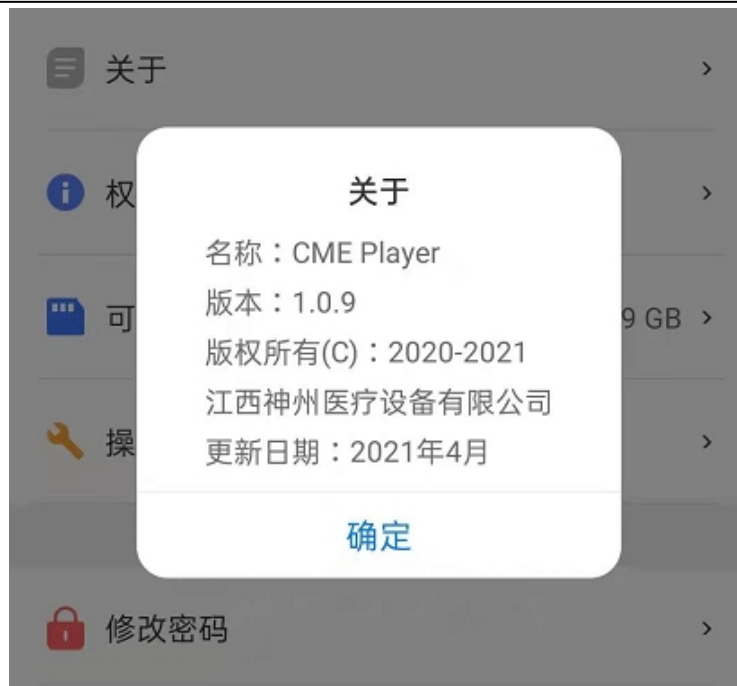 关于
权
可
9 GB
操
关于
名称：CME Player
版本：1.0.9
版权所有(C)：2020-2021
江西神州医疗设备有限公司
更新日期：2021年4月
确定
修改密码